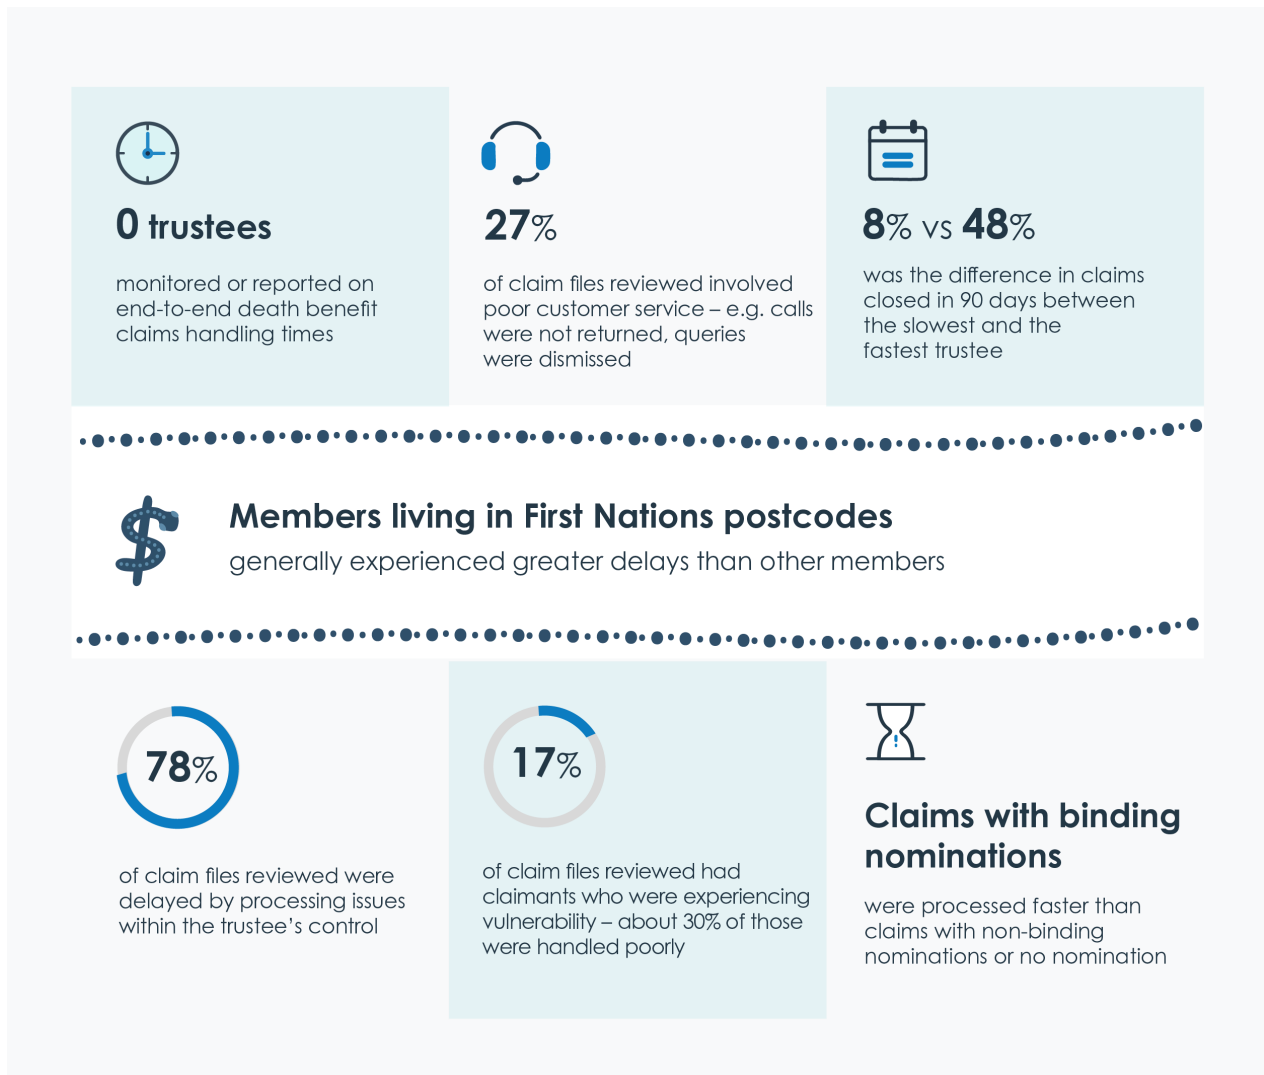 0 trustees
monitored or reported on
end-to-end death benefit
claims handling times
27%
of claim files reviewed involved
poor customer service – e.g. calls
were not returned, queries
were dismissed
8% vs 48%
was the difference in claims
closed in 90 days between
the slowest and the
fastest trustee
Members living in First Nations postcodes
generally experienced greater delays than other members
78%
of claim files reviewed were
delayed by processing issues
within the trustee’s control
17%
of claim files reviewed had
claimants who were experiencing
vulnerability – about 30% of those
were handled poorly
Claims with binding
nominations
were processed faster than
claims with non-binding
nominations or no nomination